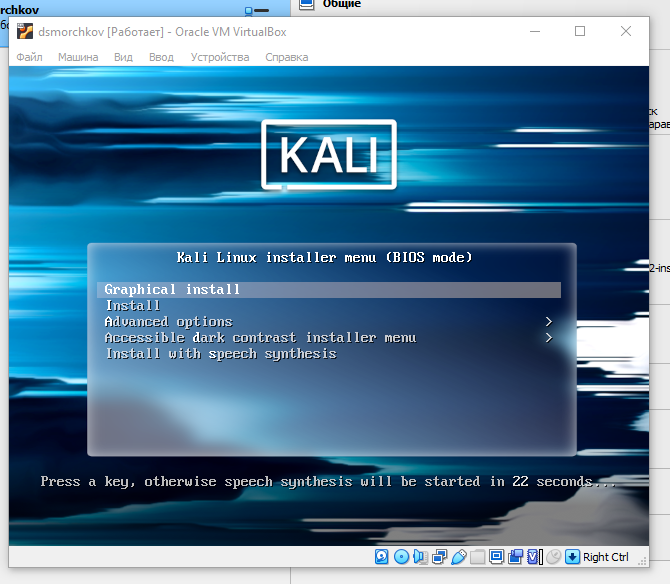 rchkov
Общие
dsmorchkov [Работает] - Oracle VM VirtualBox
Файл Машина Вид Ввод Устройства Справка
KALI
Kali Linux installer menu (BIOS mode)
Graphical install
Install
Advanced options >
Accessible dark contrast installer menu >
Install with speech synthesis
Press a key, otherwise speech synthesis will be started in 22 seconds...
Right Ctrl